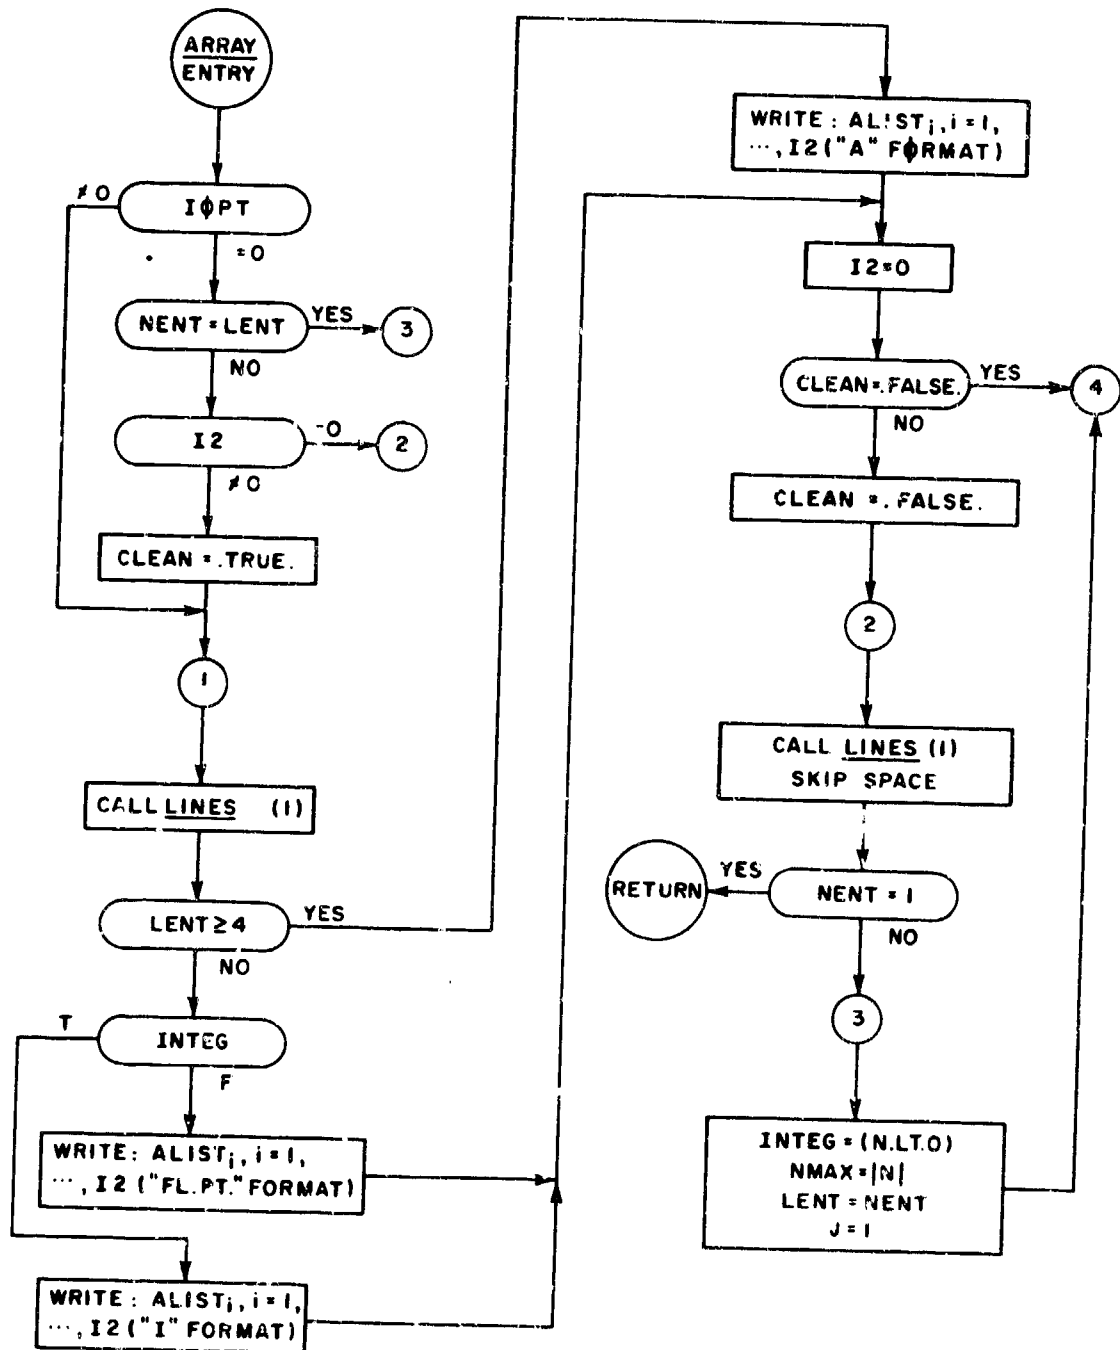 ARRAY
ENTRY
≠0
IφPT
=0
NENT=LENT
YES
3
NO
I2
=0
2
≠0
CLEAN=.TRUE.
1
CALL LINES (1)
LENT≥4
YES
NO
T
INTEG
F
WRITE: ALISTi, i=1,
..., I2 ("FL.PT." FORMAT)
WRITE: ALISTi, i=1,
..., I2 ("I" FORMAT)
WRITE: ALISTi, i=1,
..., I2 ("A" FφRMAT)
I2=0
CLEAN=.FALSE.
YES
4
NO
CLEAN=.FALSE.
2
CALL LINES (1)
SKIP SPACE
RETURN
YES
NENT=1
NO
3
INTEG=(N.LT.0)
NMAX=|N|
LENT=NENT
J=1